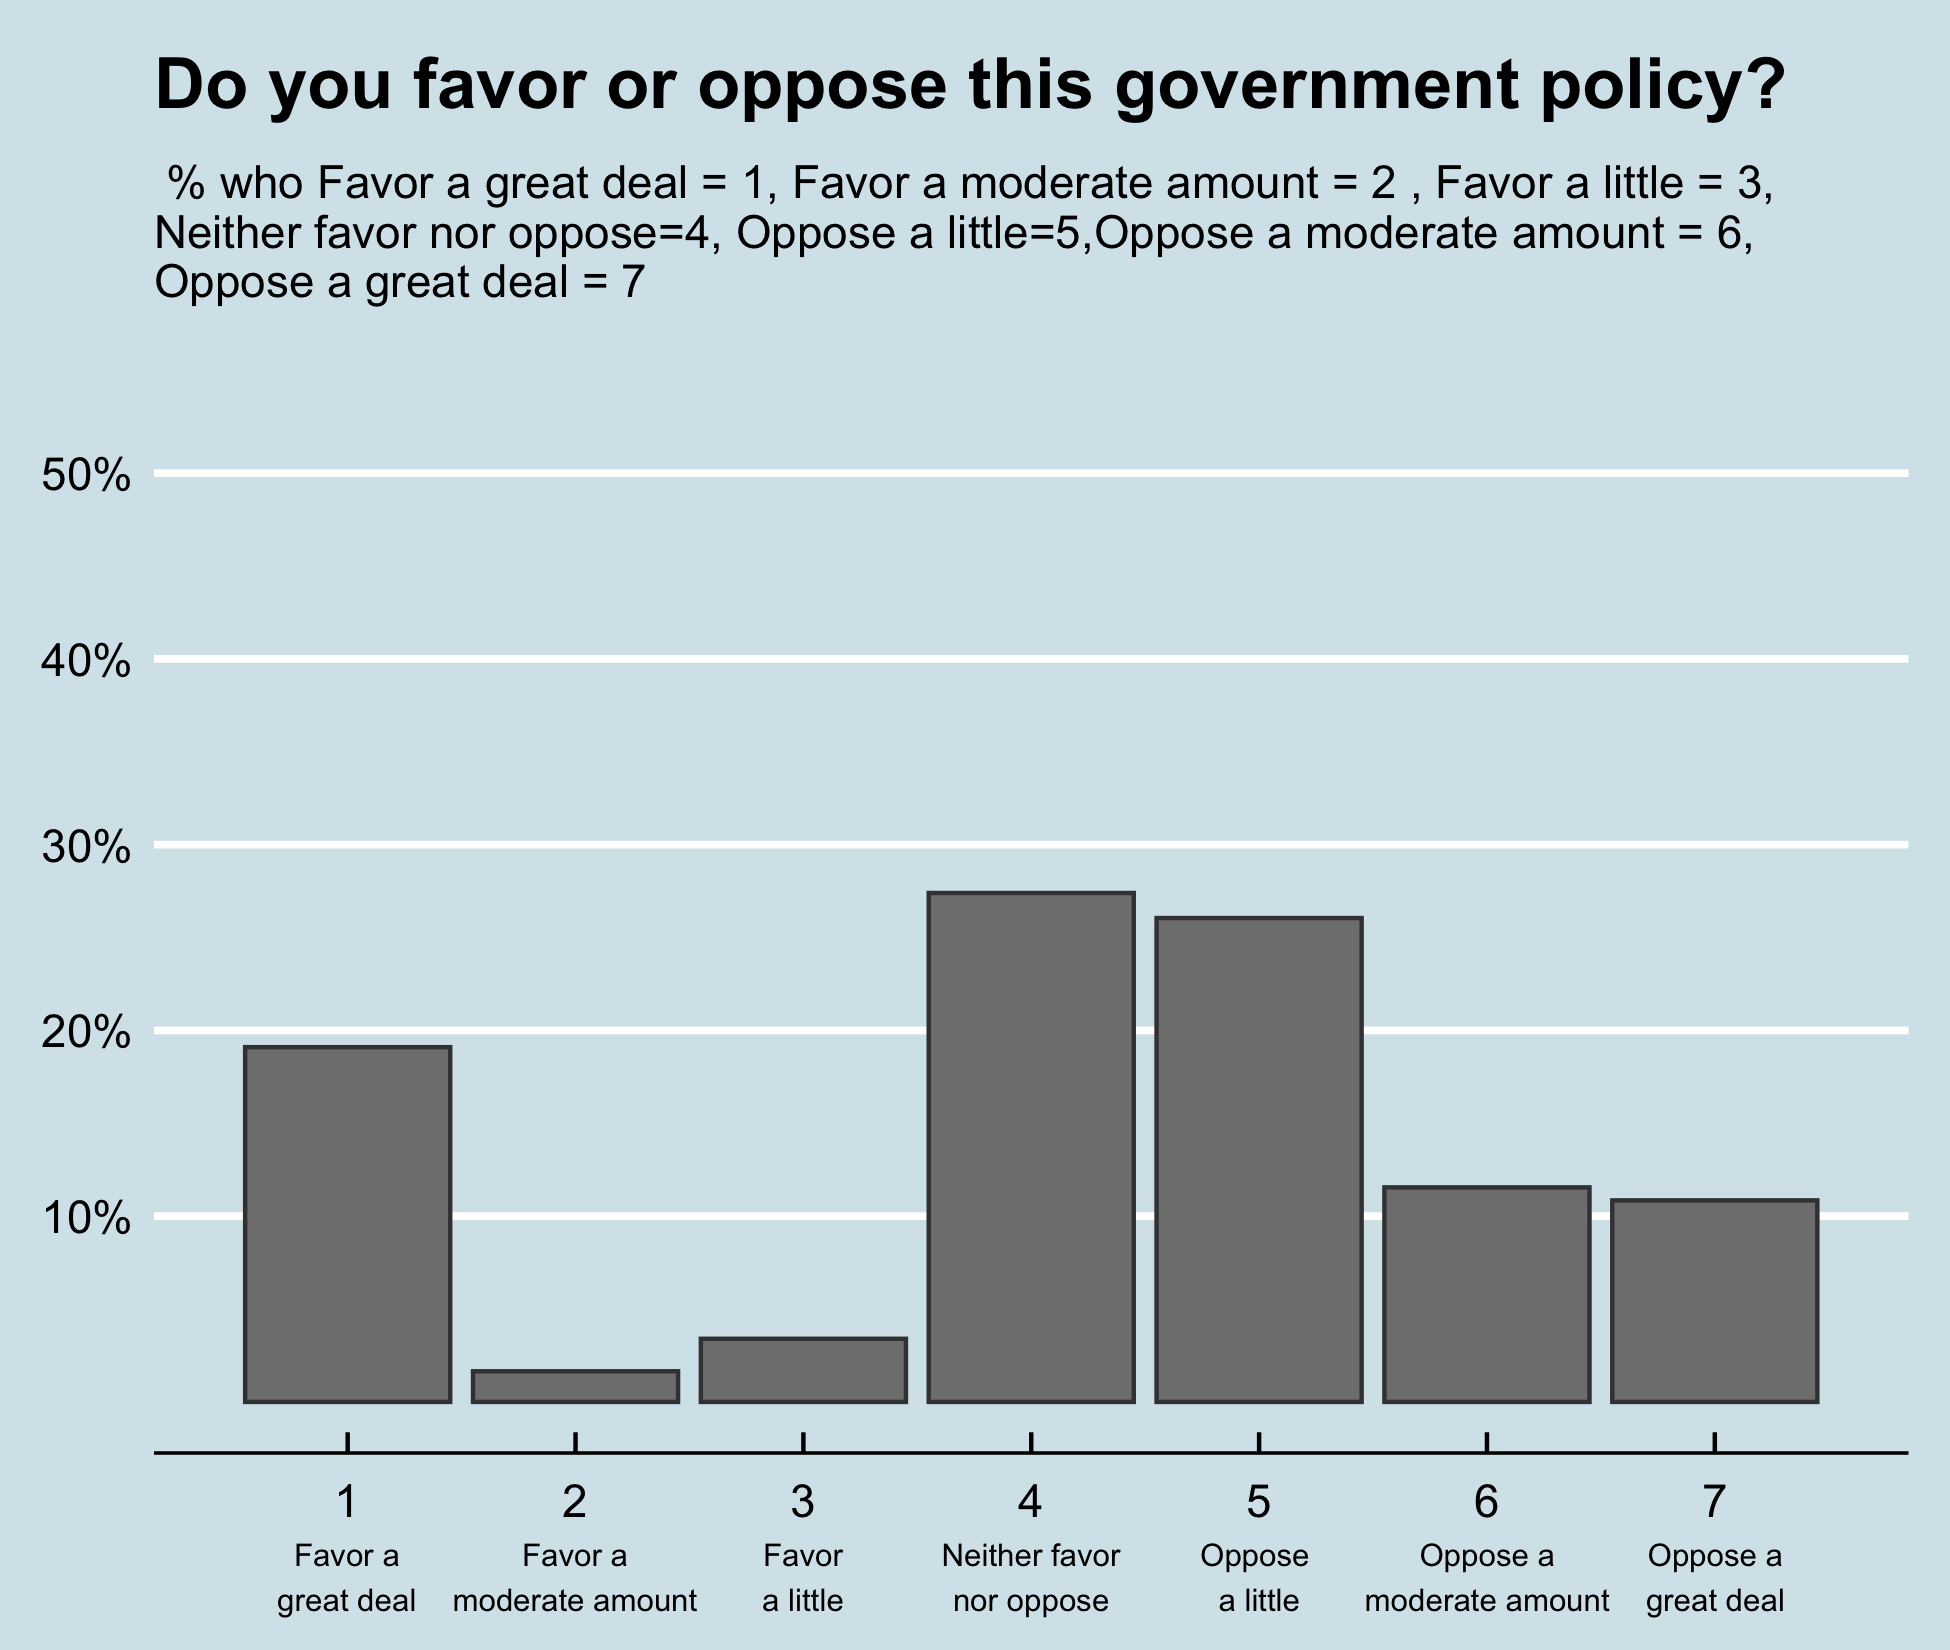 Do you favor or oppose this government policy?
% who Favor a great deal = 1, Favor a moderate amount = 2 , Favor a little = 3,
Neither favor nor oppose=4, Oppose a little=5,Oppose a moderate amount = 6,
Oppose a great deal = 7
50%
40%
30%
20%
10%
1 2 3 4 5 6 7
Favor a Favor a Favor Neither favor Oppose Oppose a Oppose a
great deal moderate amount a little nor oppose a little moderate amount great deal